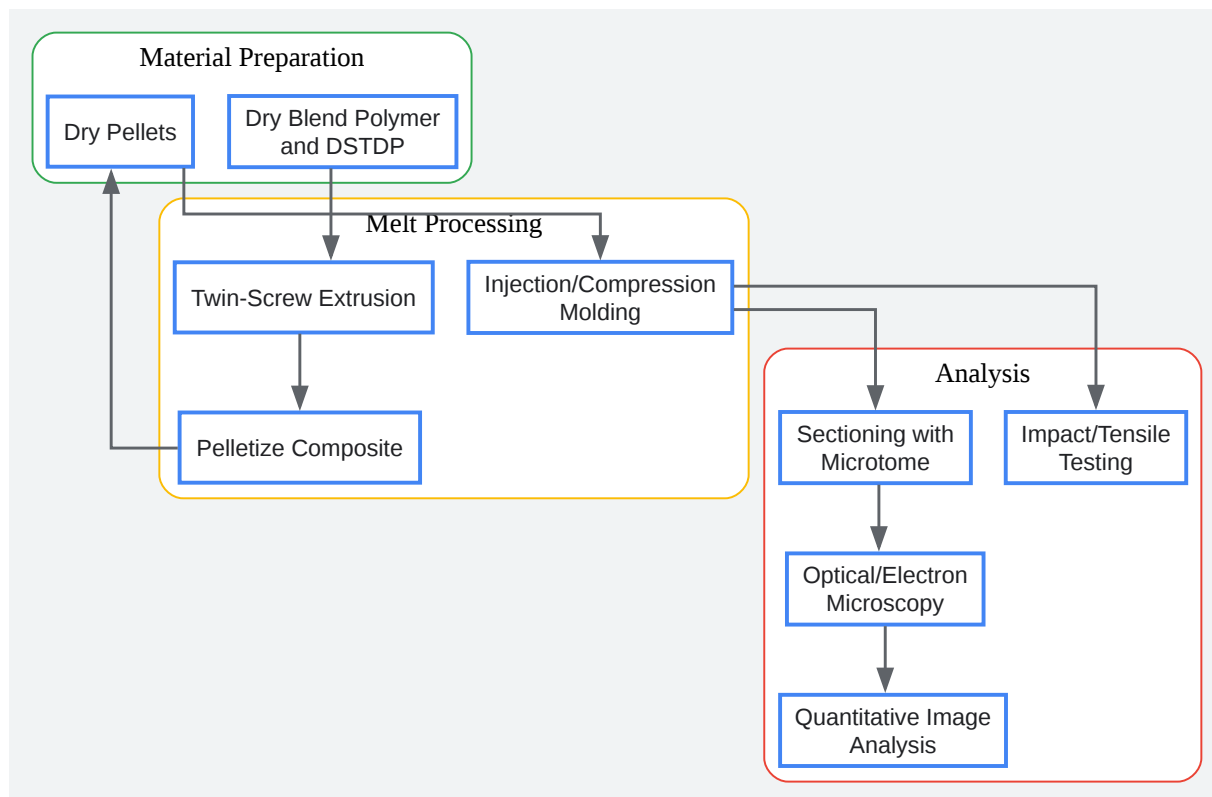 Material Preparation
Dry Pellets
Dry Blend Polymer
and DSTDP
Melt Processing
Twin-Screw Extrusion
Injection/Compression
Molding
Pelletize Composite
Analysis
Sectioning with
Microtome
Impact/Tensile
Testing
Optical/Electron
Microscopy
Quantitative Image
Analysis